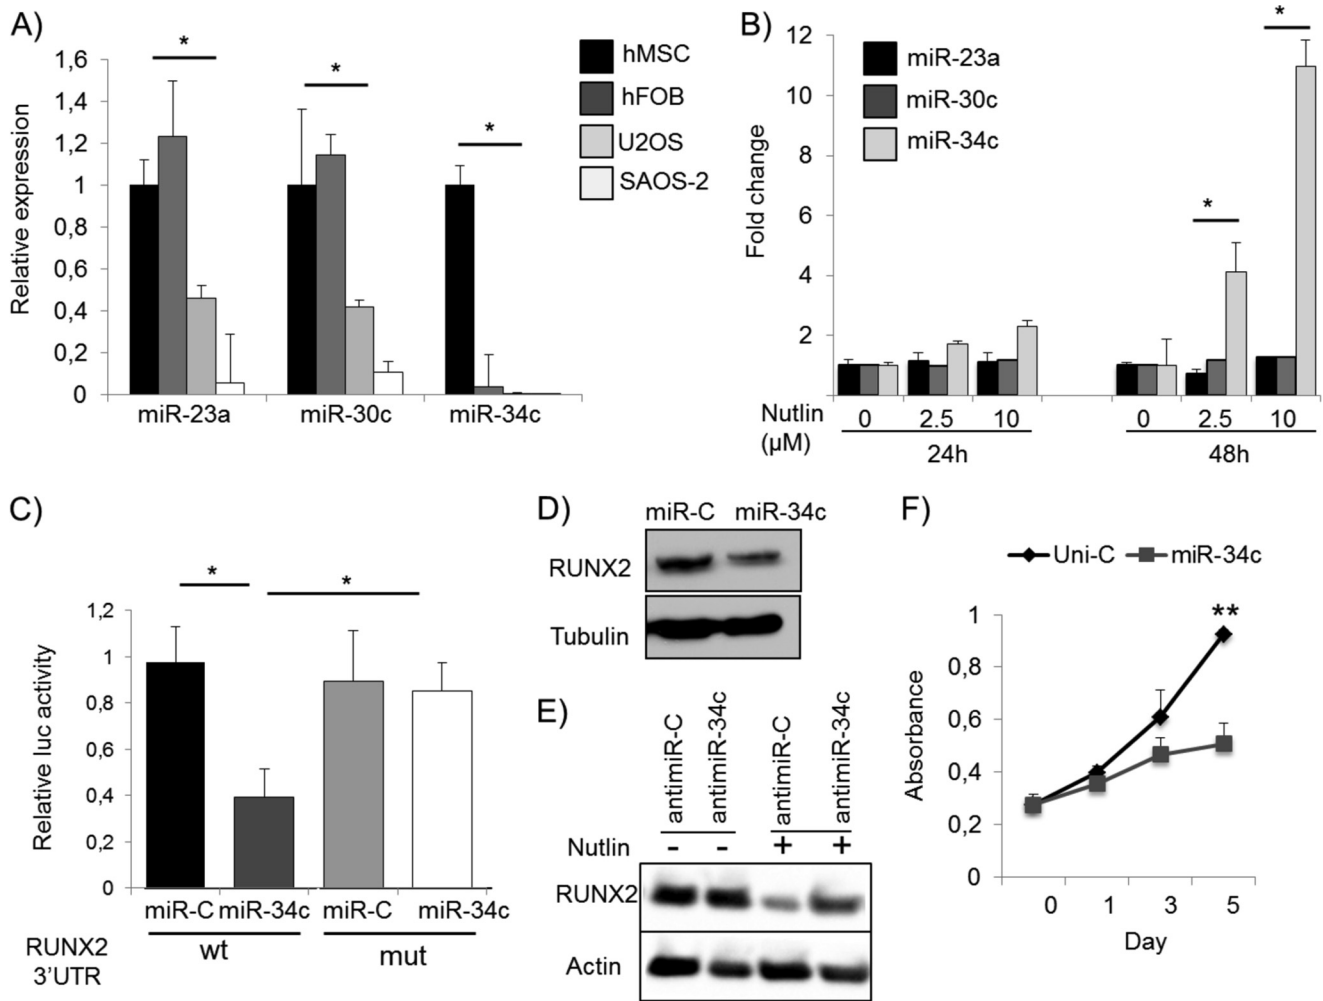 A)
*
*
*
1,6
1,4
1,2
1
0,8
0,6
0,4
0,2
0
Relative expression
miR-23a miR-30c miR-34c
hMSC
hFOB
U2OS
SAOS-2
B)
*
*
12
10
8
6
4
2
Fold change
miR-23a
miR-30c
miR-34c
Nutlin 0 2.5 10 0 2.5 10
(µM) 24h 48h
C)
*
*
1,2
1
0,8
0,6
0,4
0,2
0
Relative luc activity
miR-C miR-34c miR-C miR-34c
RUNX2 wt mut
3'UTR
D)
miR-C miR-34c
RUNX2
Tubulin
E)
antimiR-C
antimiR-34c
antimiR-C
antimiR-34c
Nutlin - - + +
RUNX2
Actin
F)
Uni-C miR-34c
**
1
0,8
0,6
0,4
0,2
0
Absorbance
0 1 3 5
Day